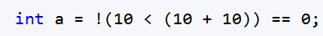 int a = !(10 < (10 + 10)) == 0;